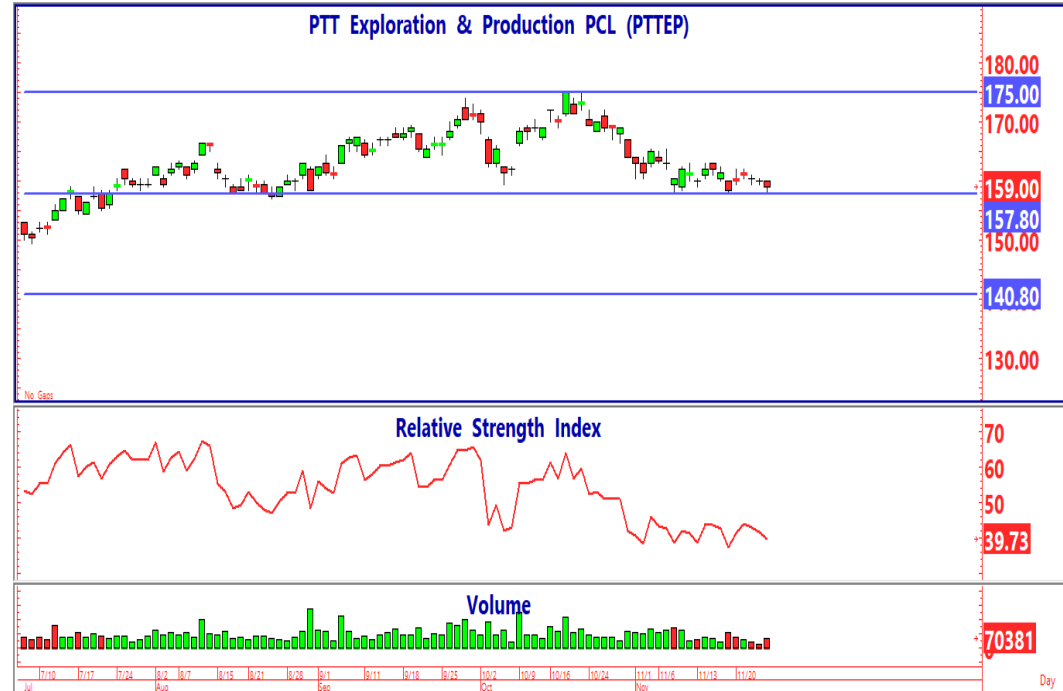 PTT Exploration & Production PCL (PTTEP)
180.00
175.00
170.00
159.00
157.80
150.00
140.80
130.00
No Gaps
Relative Strength Index
70
60
50
39.73
Volume
70381
0
7/10 7/17 7/24 8/2 8/7 8/15 8/21 8/28 9/11 9/18 9/25 10/2 10/9 10/16 10/24 11/1 11/6 11/13 11/20
Jul Aug Sep Oct Nov Day